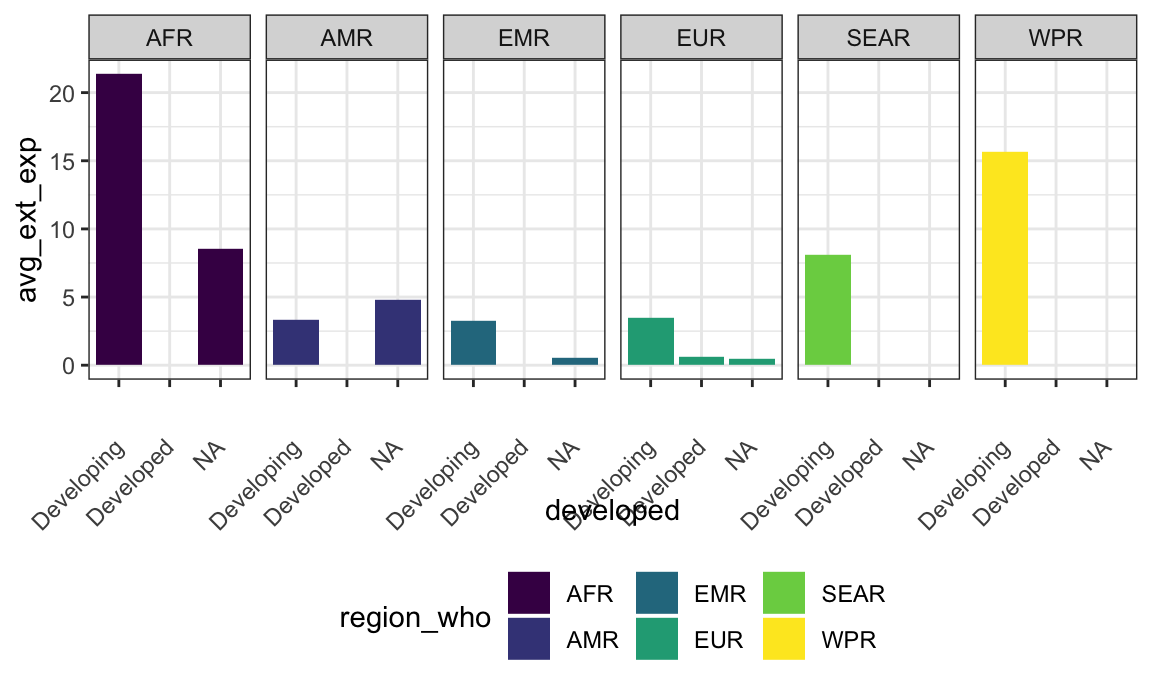 AFR AMR EMR EUR SEAR WPR
20
15
10
5
0
avg_ext_exp
Developing Developed NA Developing Developed NA Developing Developed NA Developing Developed NA Developing Developed NA Developing Developed NA
developed
region_who
AFR EMR SEAR
AMR EUR WPR